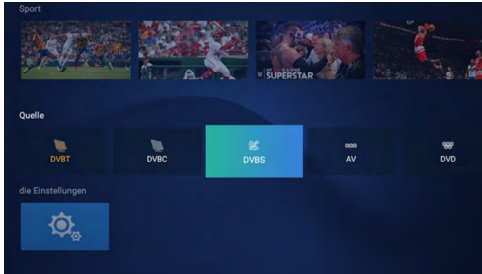 Sport
SUPERSTAR
Quelle
DVBT
DVBC
DVBS
AV
DVD
die Einstellungen